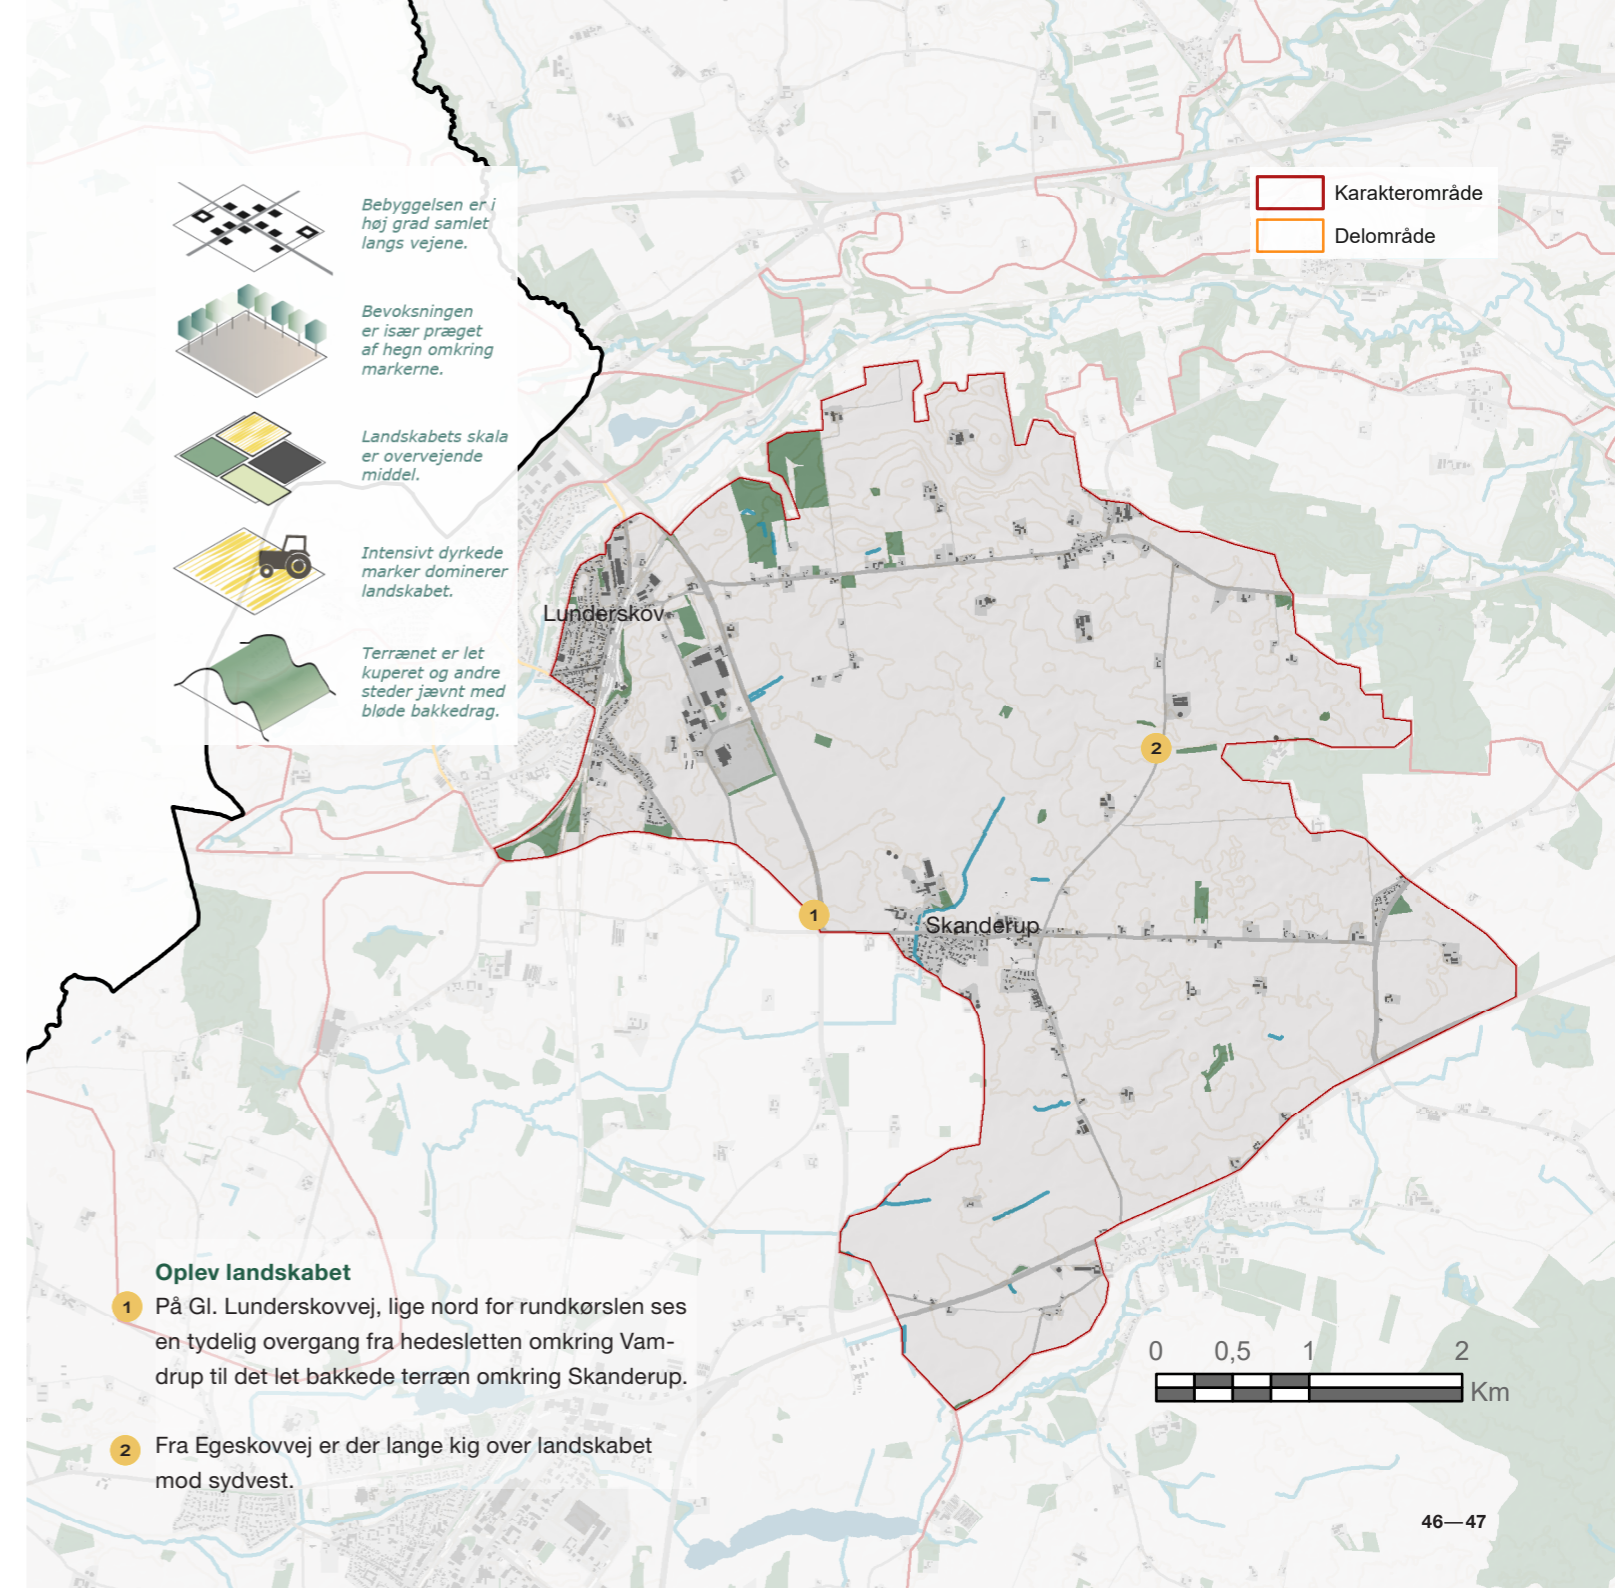 Bebyggelsen er i
høj grad samlet
langs vejene.
Bevoksningen
er især præget
af hegn omkring
markerne.
Landskabets skala
er overvejende
middel.
Intensivt dyrkede
marker dominerer
landskabet.
Terrænet er let
kuperet og andre
steder jævnt med
bløde bakkedrag.
Karakterområde
Delområde
Lunderskov
2
1
Skanderup
Oplev landskabet
1 På Gl. Lunderskovvej, lige nord for rundkørslen ses
en tydelig overgang fra hedesletten omkring Vam-
drup til det let bakkede terræn omkring Skanderup.
2 Fra Egeskovvej er der lange kig over landskabet
mod sydvest.
0 0,5 1 2
Km
46—47